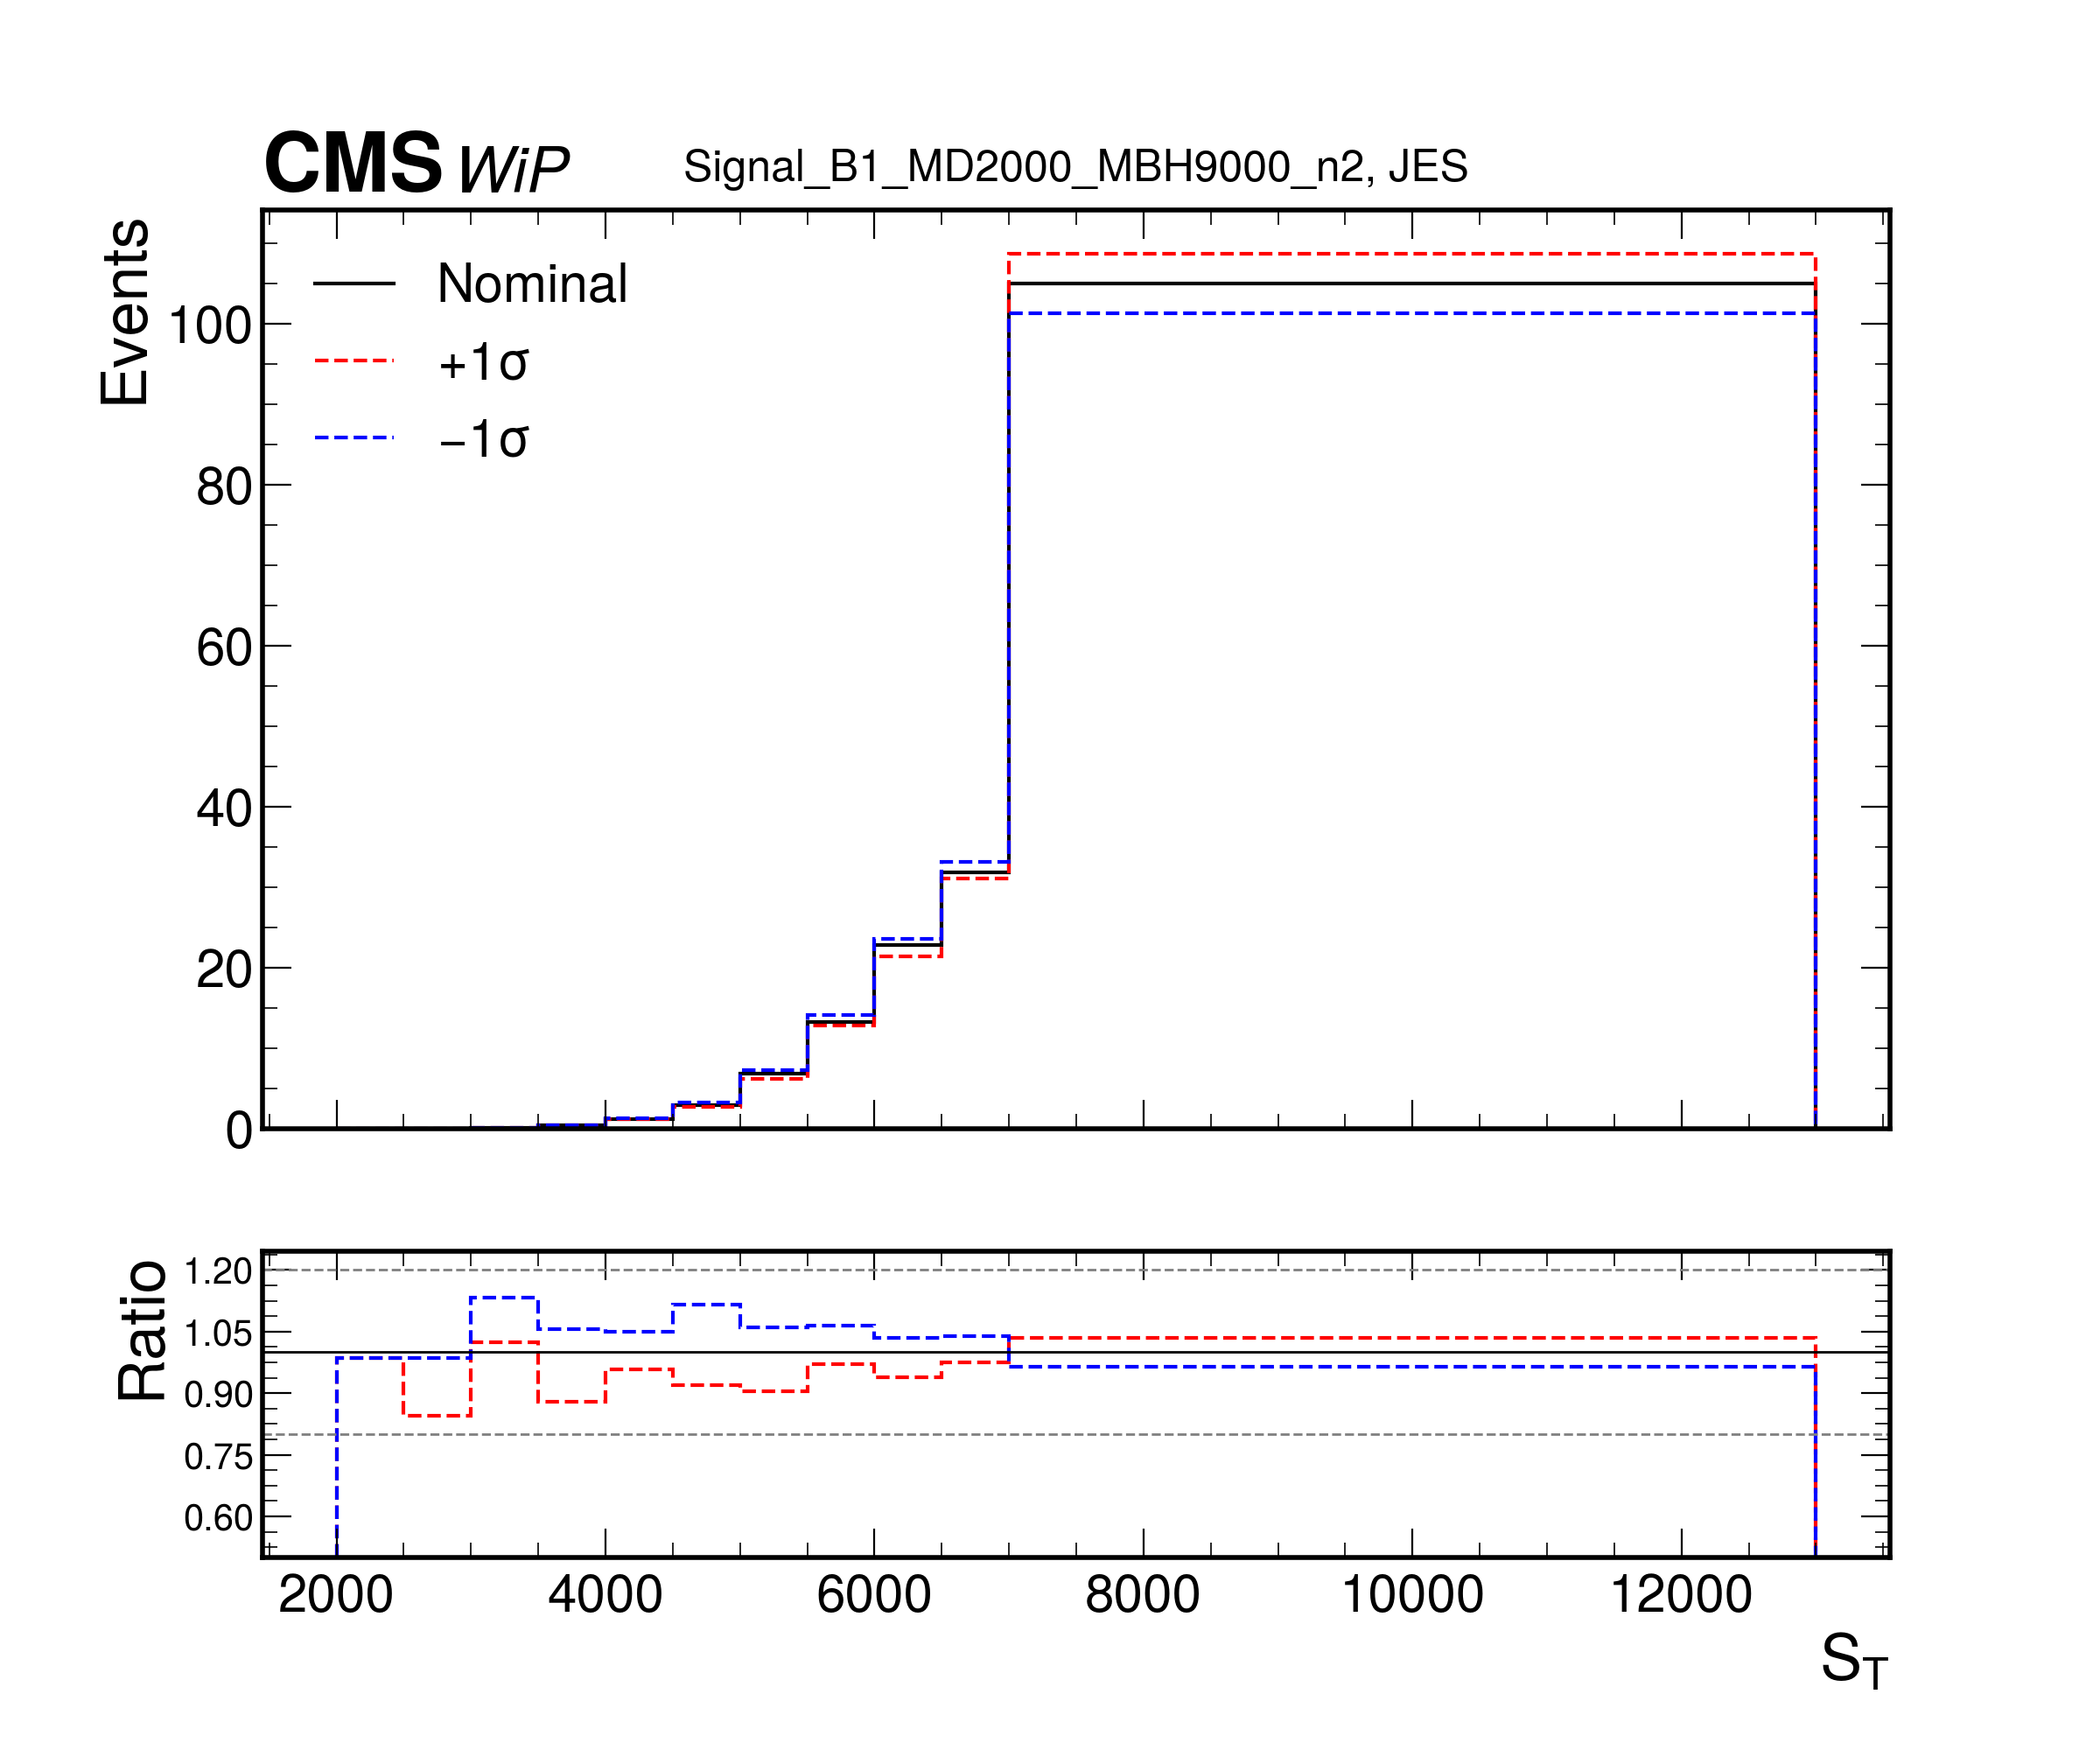 CMS WiP Signal_B1_MD2000_MBH9000_n2, JES
Events
Nominal
+1σ
−1σ
100
80
60
40
20
0
Ratio
1.20
1.05
0.90
0.75
0.60
2000 4000 6000 8000 10000 12000
S_T